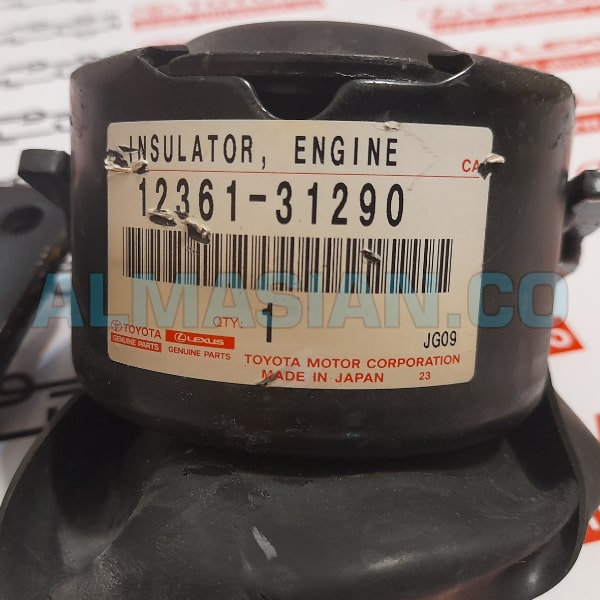 INSULATOR, ENGINE
CA
12361-31290
ALMASIAN.CO
TOYOTA
GENUINE PARTS
LEXUS
GENUINE PARTS
QTY: 1
JG09
TOYOTA MOTOR CORPORATION
MADE IN JAPAN 23